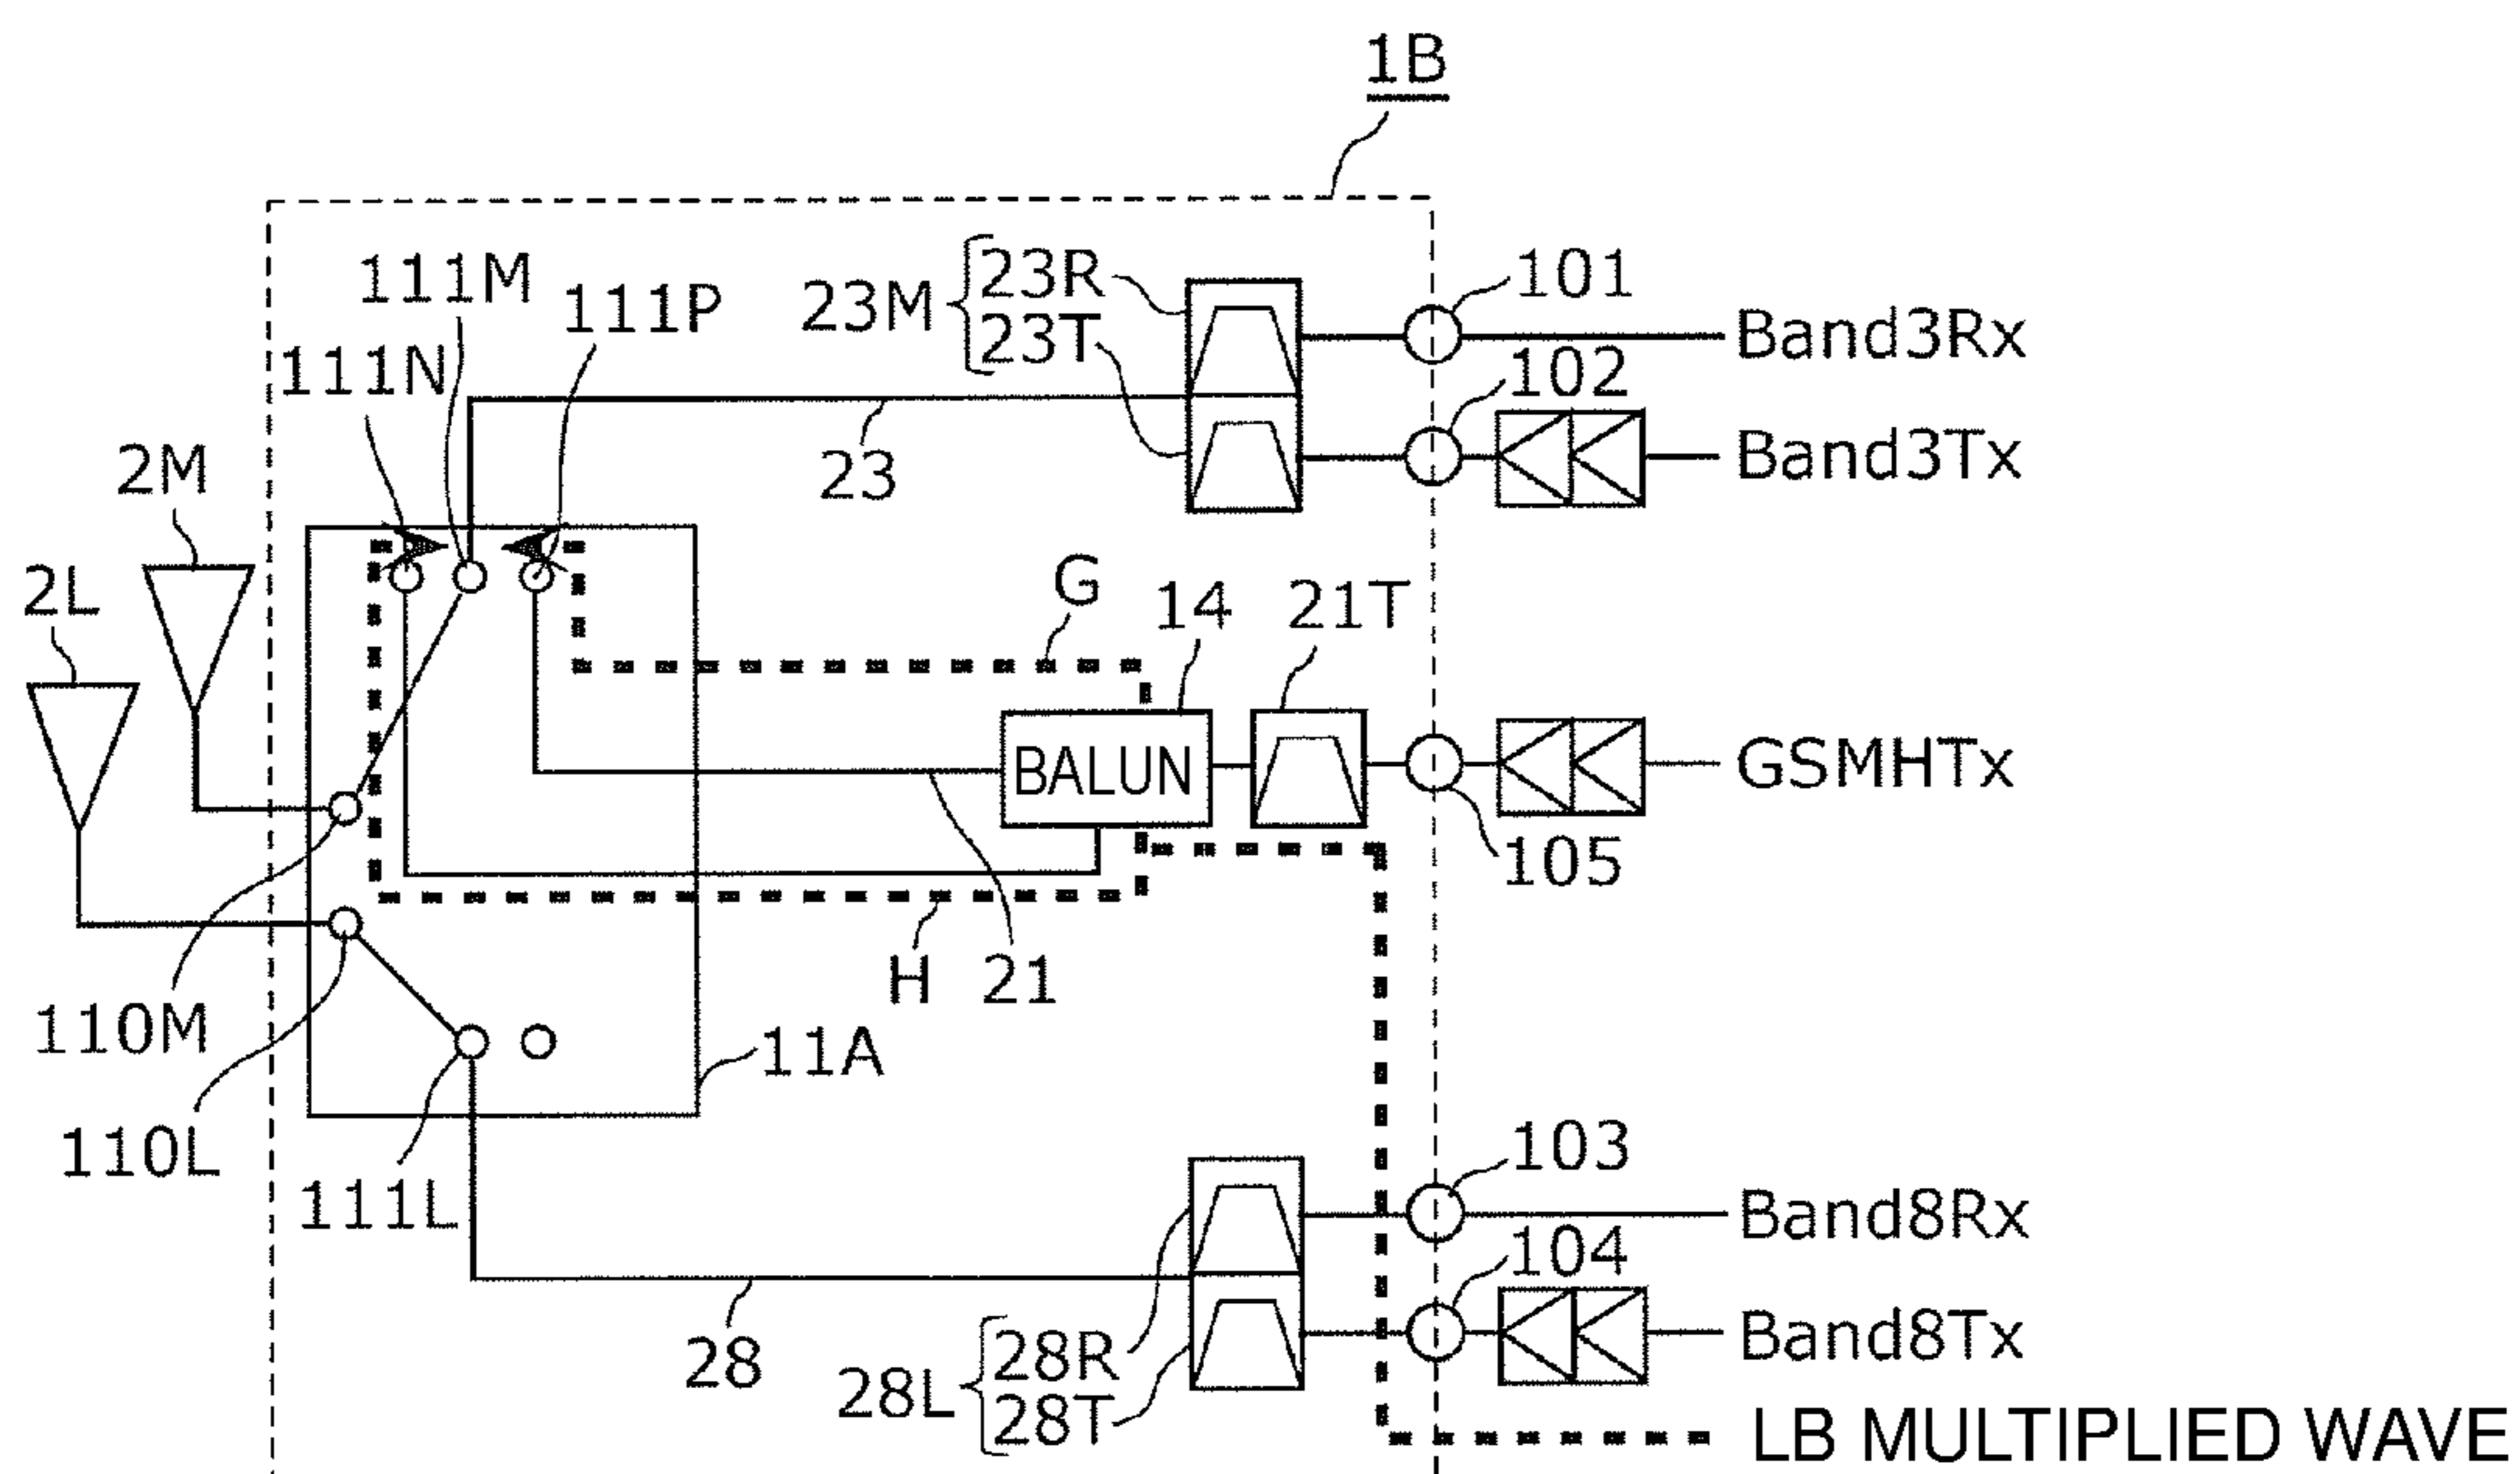 1B
111M
111P
111N
23M
23R
23T
101
Band3Rx
102
Band3Tx
23
2M
2L
G
14
21T
BALUN
GSMHTx
105
H
21
110M
110L
11A
111L
103
Band8Rx
104
Band8Tx
28
28L
28R
28T
LB MULTIPLIED WAVE